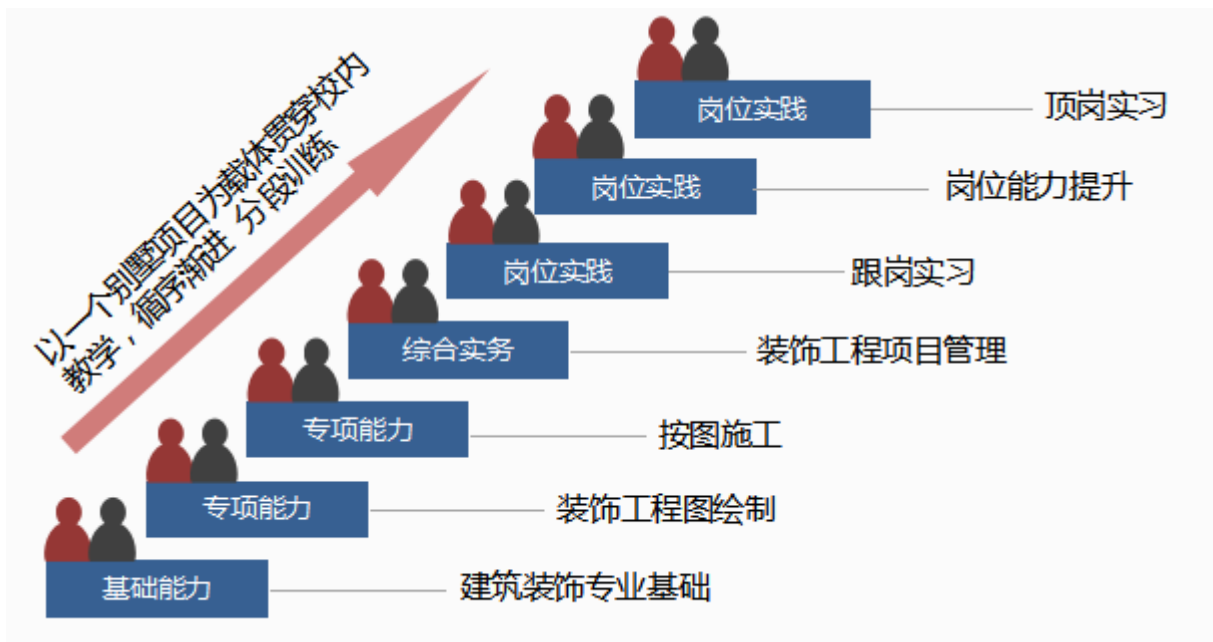 以一个别墅项目为载体贯穿校内
教学，循序渐进 分段训练
岗位实践 顶岗实习
岗位实践 岗位能力提升
岗位实践 跟岗实习
综合实务 装饰工程项目管理
专项能力 按图施工
专项能力 装饰工程图绘制
基础能力 建筑装饰专业基础